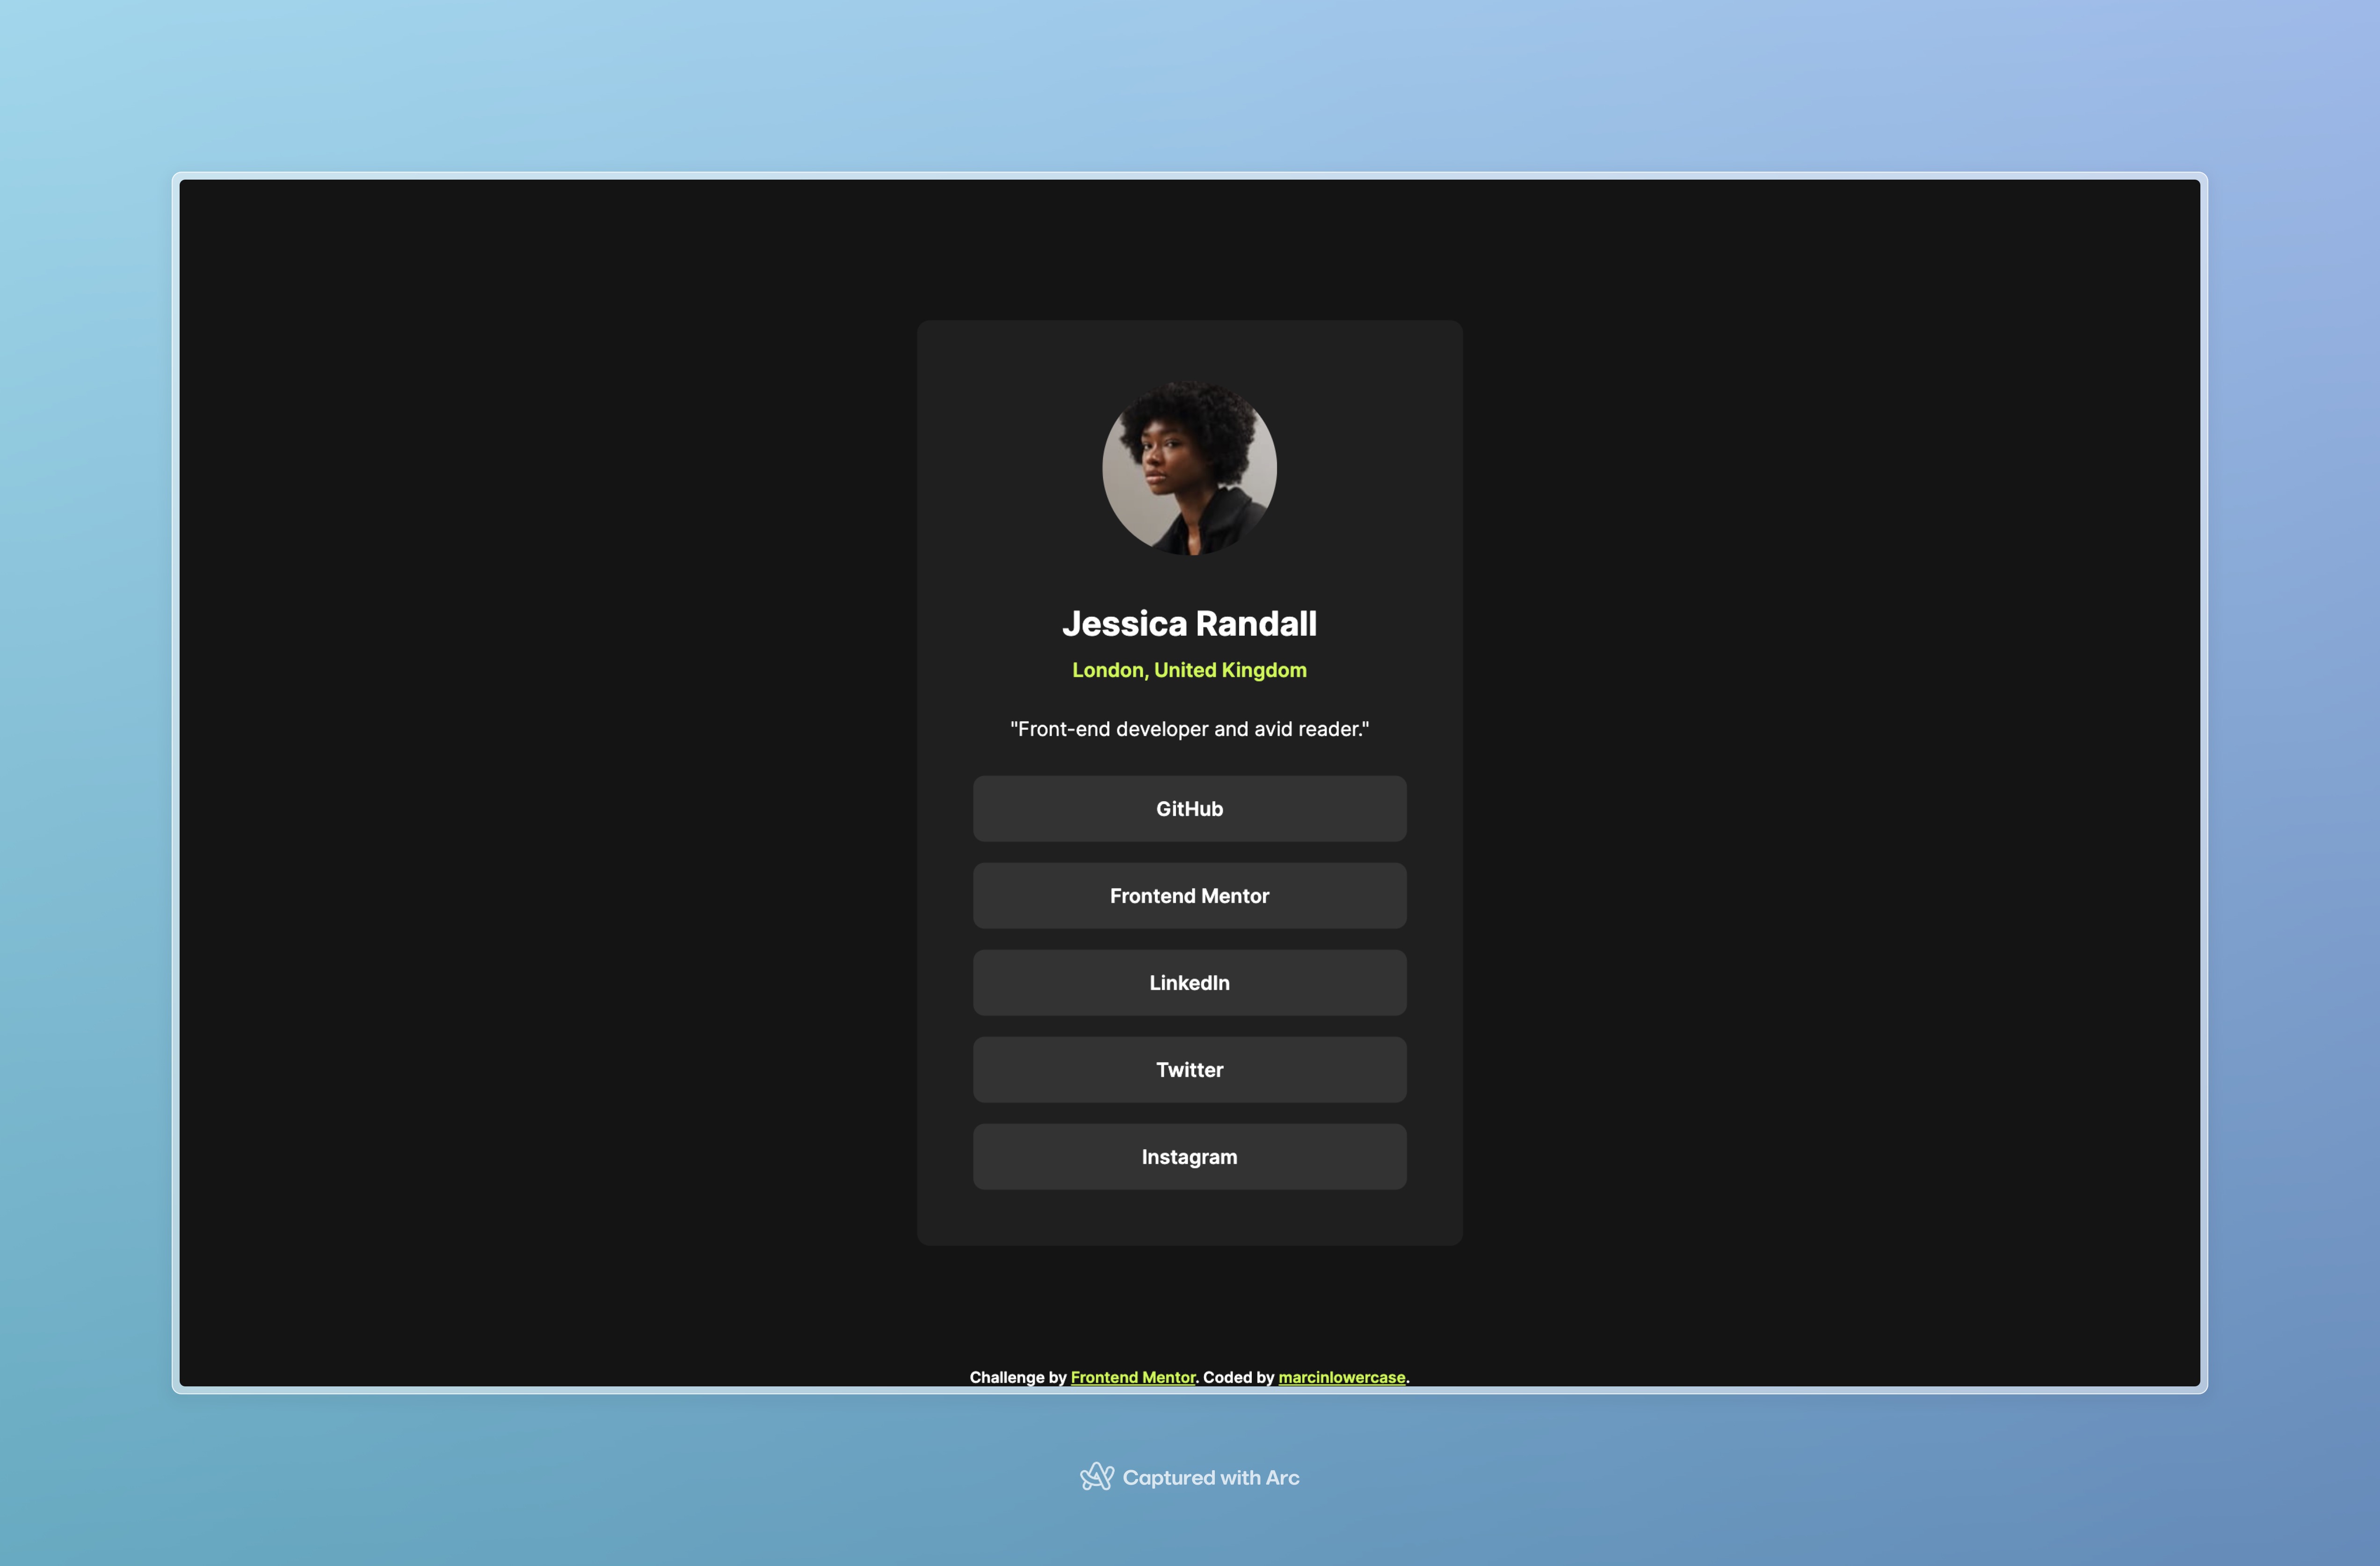 Jessica Randall
London, United Kingdom
"Front-end developer and avid reader."
GitHub
Frontend Mentor
LinkedIn
Twitter
Instagram
Challenge by Frontend Mentor. Coded by marcinlowercase.
Captured with Arc